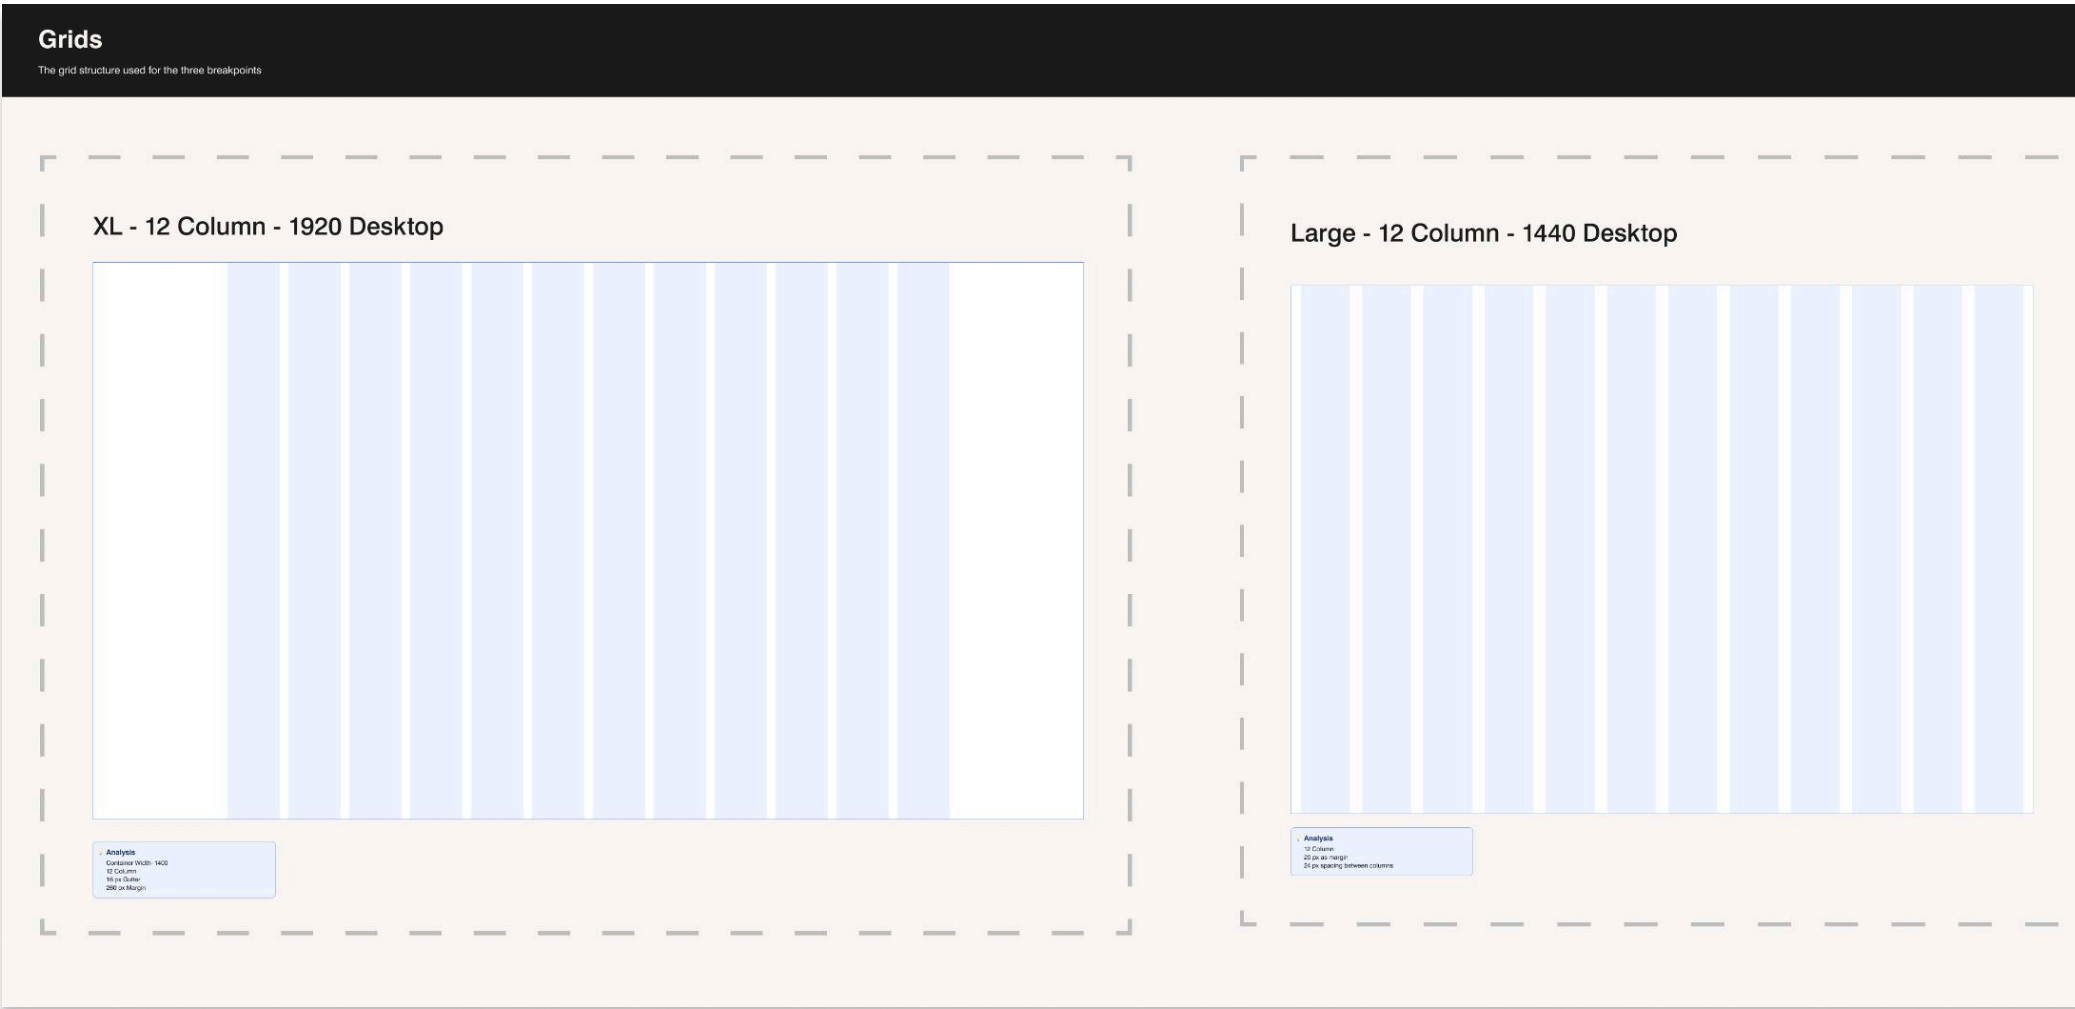 Grids
The grid structure used for the three breakpoints
XL - 12 Column - 1920 Desktop
Analysis
Container Width- 1400
12 Column
16 px Gutter
260 px Margin
Large - 12 Column - 1440 Desktop
Analysis
12 Column
20 px as margin
24 px spacing between columns